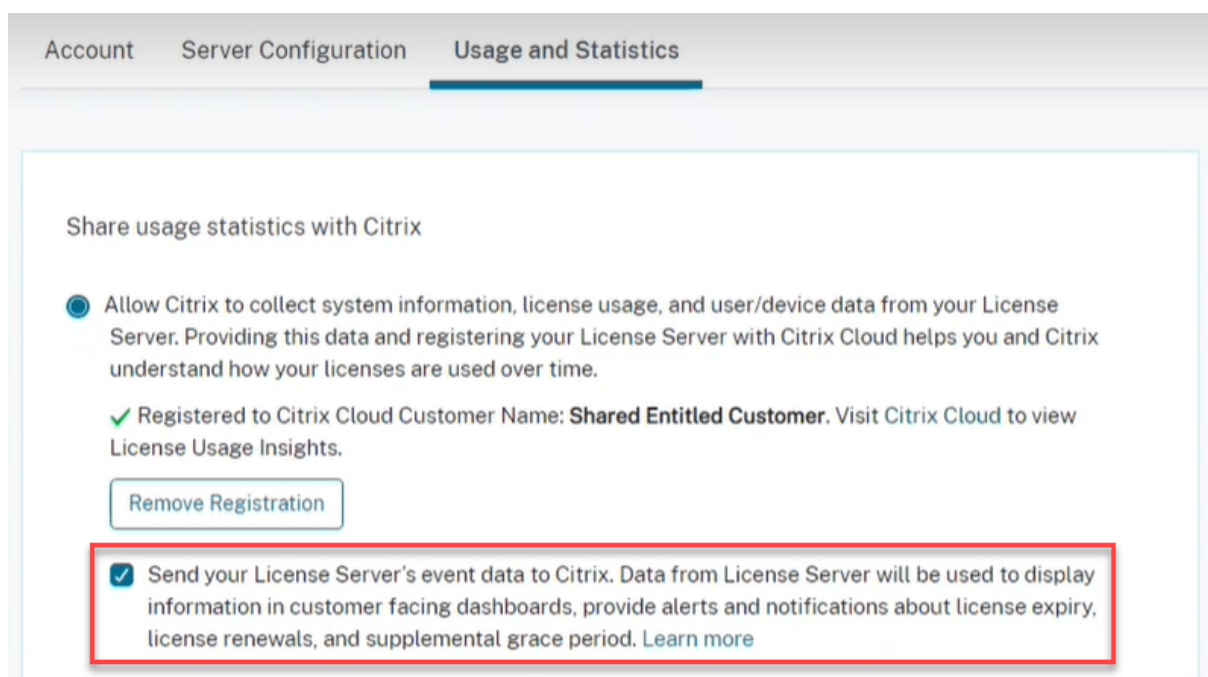 Account Server Configuration Usage and Statistics
Share usage statistics with Citrix
Allow Citrix to collect system information, license usage, and user/device data from your License
Server. Providing this data and registering your License Server with Citrix Cloud helps you and Citrix
understand how your licenses are used over time.
Registered to Citrix Cloud Customer Name: Shared Entitled Customer. Visit Citrix Cloud to view
License Usage Insights.
Remove Registration
Send your License Server's event data to Citrix. Data from License Server will be used to display
information in customer facing dashboards, provide alerts and notifications about license expiry,
license renewals, and supplemental grace period. Learn more